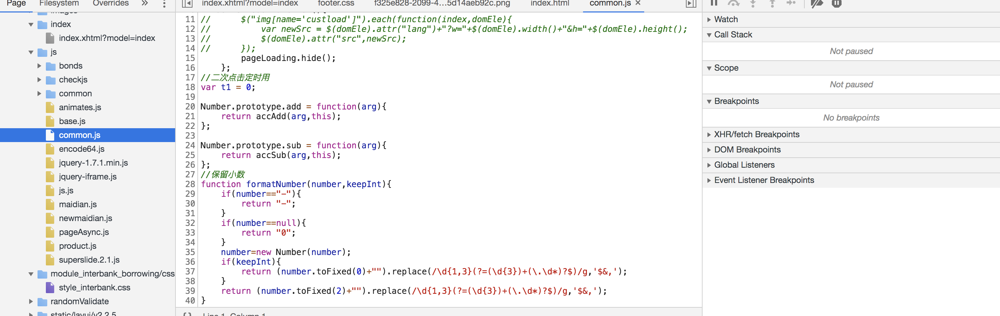 Page Filesystem Overrides »
index.xhtml?model=index footer.css f325e828-2099-4…5d14aeb92c.png index.html common.js ×
images
index
index.xhtml?model=index
js
bonds
checkjs
common
animates.js
base.js
common.js
encode64.js
jquery-1.7.1.min.js
jquery-iframe.js
js.js
maidian.js
newmaidian.js
pageAsync.js
product.js
superslide.2.1.js
module_interbank_borrowing/css
style_interbank.css
randomValidate
static/layui/v2.2.5
11 //      $("img[name='custload']").each(function(index,domEle){
12 //          var newSrc = $(domEle).attr("lang")+"?w="+$(domEle).width()+"&h="+$(domEle).height();
13 //          $(domEle).attr("src",newSrc);
14 //      });
15         pageLoading.hide();
16     };
17 //二次点击定时用
18 var t1 = 0;
19
20 Number.prototype.add = function(arg){
21     return accAdd(arg,this);
22 };
23
24 Number.prototype.sub = function(arg){
25     return accSub(arg,this);
26 };
27 //保留小数
28 function formatNumber(number,keepInt){
29     if(number=="-"){
30         return "-";
31     }
32     if(number==null){
33         return "0";
34     }
35     number=new Number(number);
36     if(keepInt){
37         return (number.toFixed(0)+"").replace(/\d{1,3}(?=(\d{3})+(\.\d*)?$)/g,'$&,');
38     }
39     return (number.toFixed(2)+"").replace(/\d{1,3}(?=(\d{3})+(\.\d*)?$)/g,'$&,');
40 }
{} Line 1, Column 1
Watch
Call Stack
Not paused
Scope
Not paused
Breakpoints
No breakpoints
XHR/fetch Breakpoints
DOM Breakpoints
Global Listeners
Event Listener Breakpoints